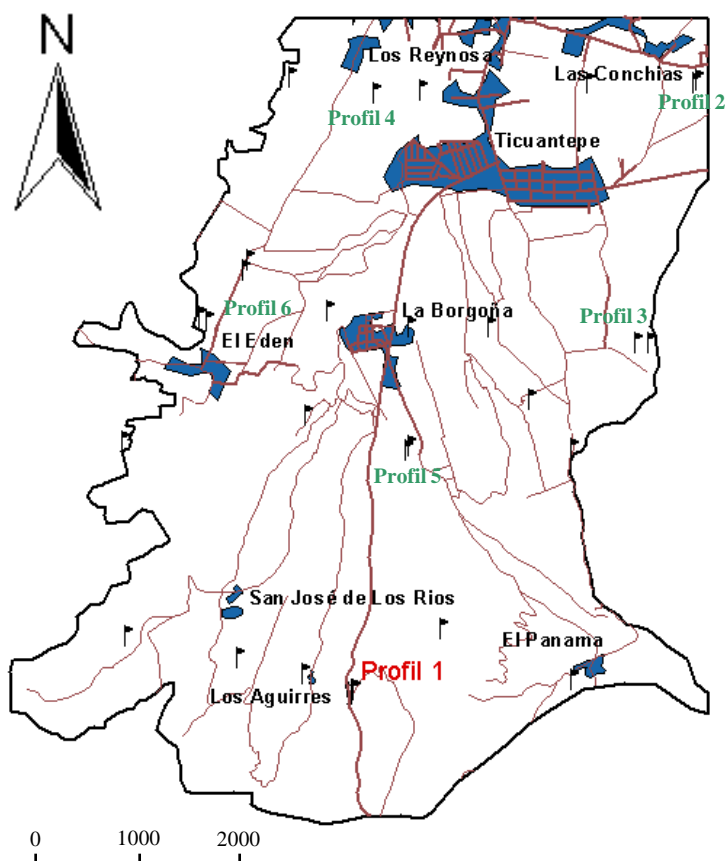 N
Los Reynosa
Las Conchias
Profil 2
Profil 4
Ticuantepe
La Borgoña
Profil 6
Profil 3
El Eden
Profil 5
San José de Los Rios
El Panama
Profil 1
Los Aguirres
0 1000 2000